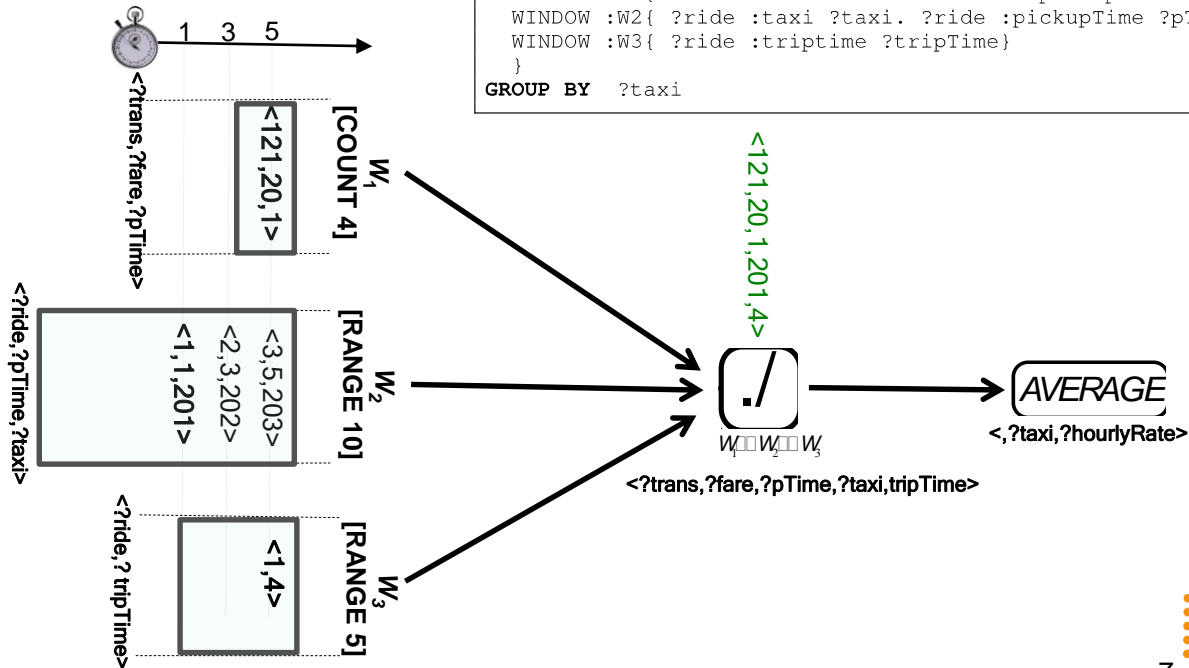 WINDOW :W2{ ?ride :taxi ?taxi. ?ride :pickupTime
WINDOW :W3{ ?ride :triptime ?tripTime}
}
GROUP BY ?taxi
1 3 5
<?trans,?fare,?pTime>
<121,20,1>
W1
[COUNT 4]
<?ride,?pTime,?taxi>
<1,1,201>
<2,3,202>
<3,5,203>
W2
[RANGE 10]
<?ride,? tripTime>
<1,4>
W3
[RANGE 5]
<121,20,1,201,4>
./
W1 W2 W3
<?trans,?fare,?pTime,?taxi,tripTime>
AVERAGE
<,?taxi,?hourlyRate>